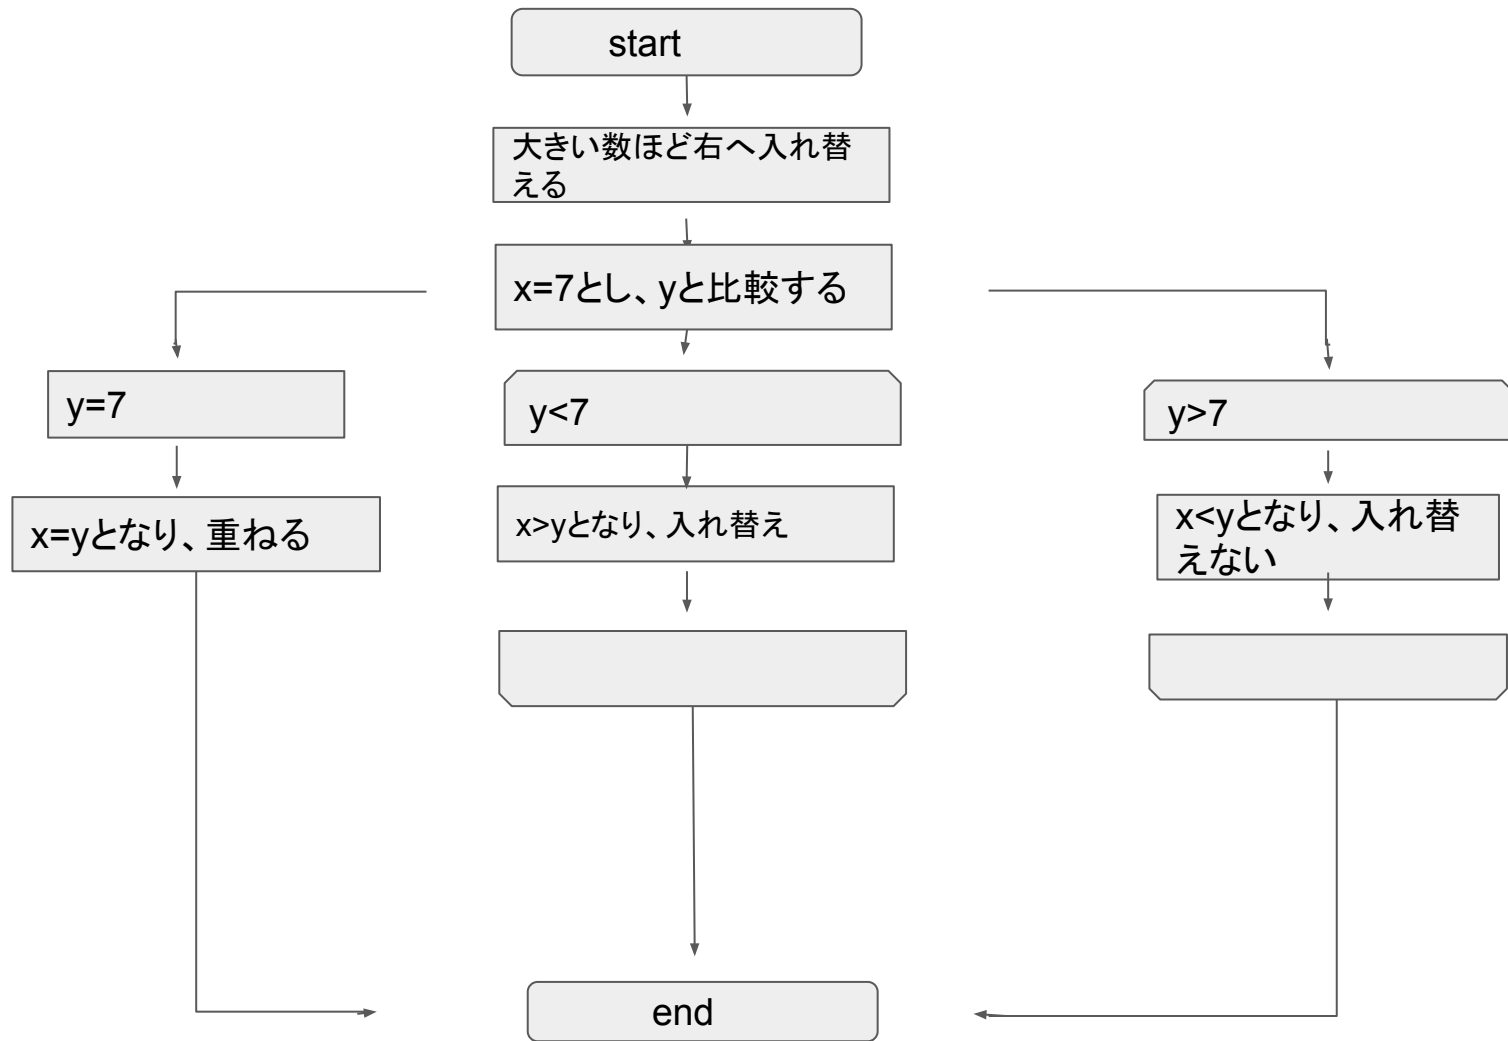 start
大きい数ほど右へ入れ替
える
x=7とし、yと比較する
y=7
y<7
y>7
x=yとなり、重ねる
x>yとなり、入れ替え
x<yとなり、入れ替
えない
end